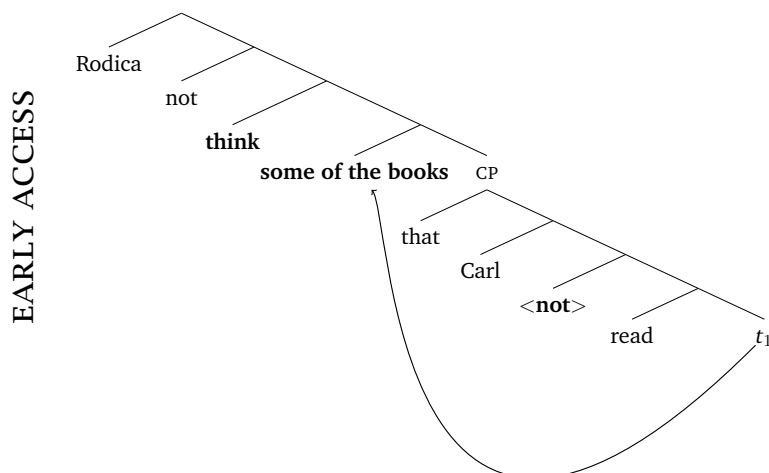 EARLY ACCESS
Rodica
not
think
some of the books
CP
that
Carl
<not>
read
t1